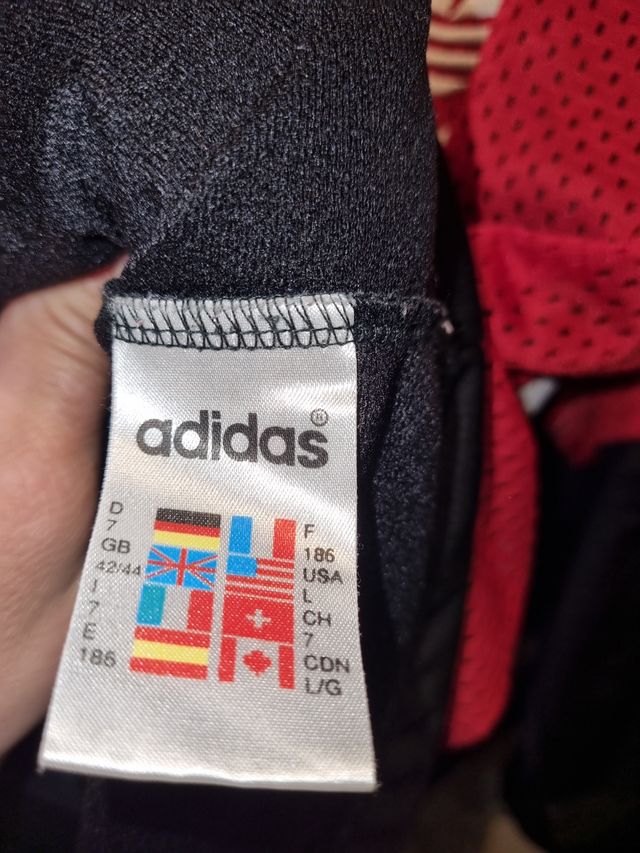 adidas®
D
7
GB
42/44
I
7
E
186
F
186
USA
L
CH
7
CDN
L/G